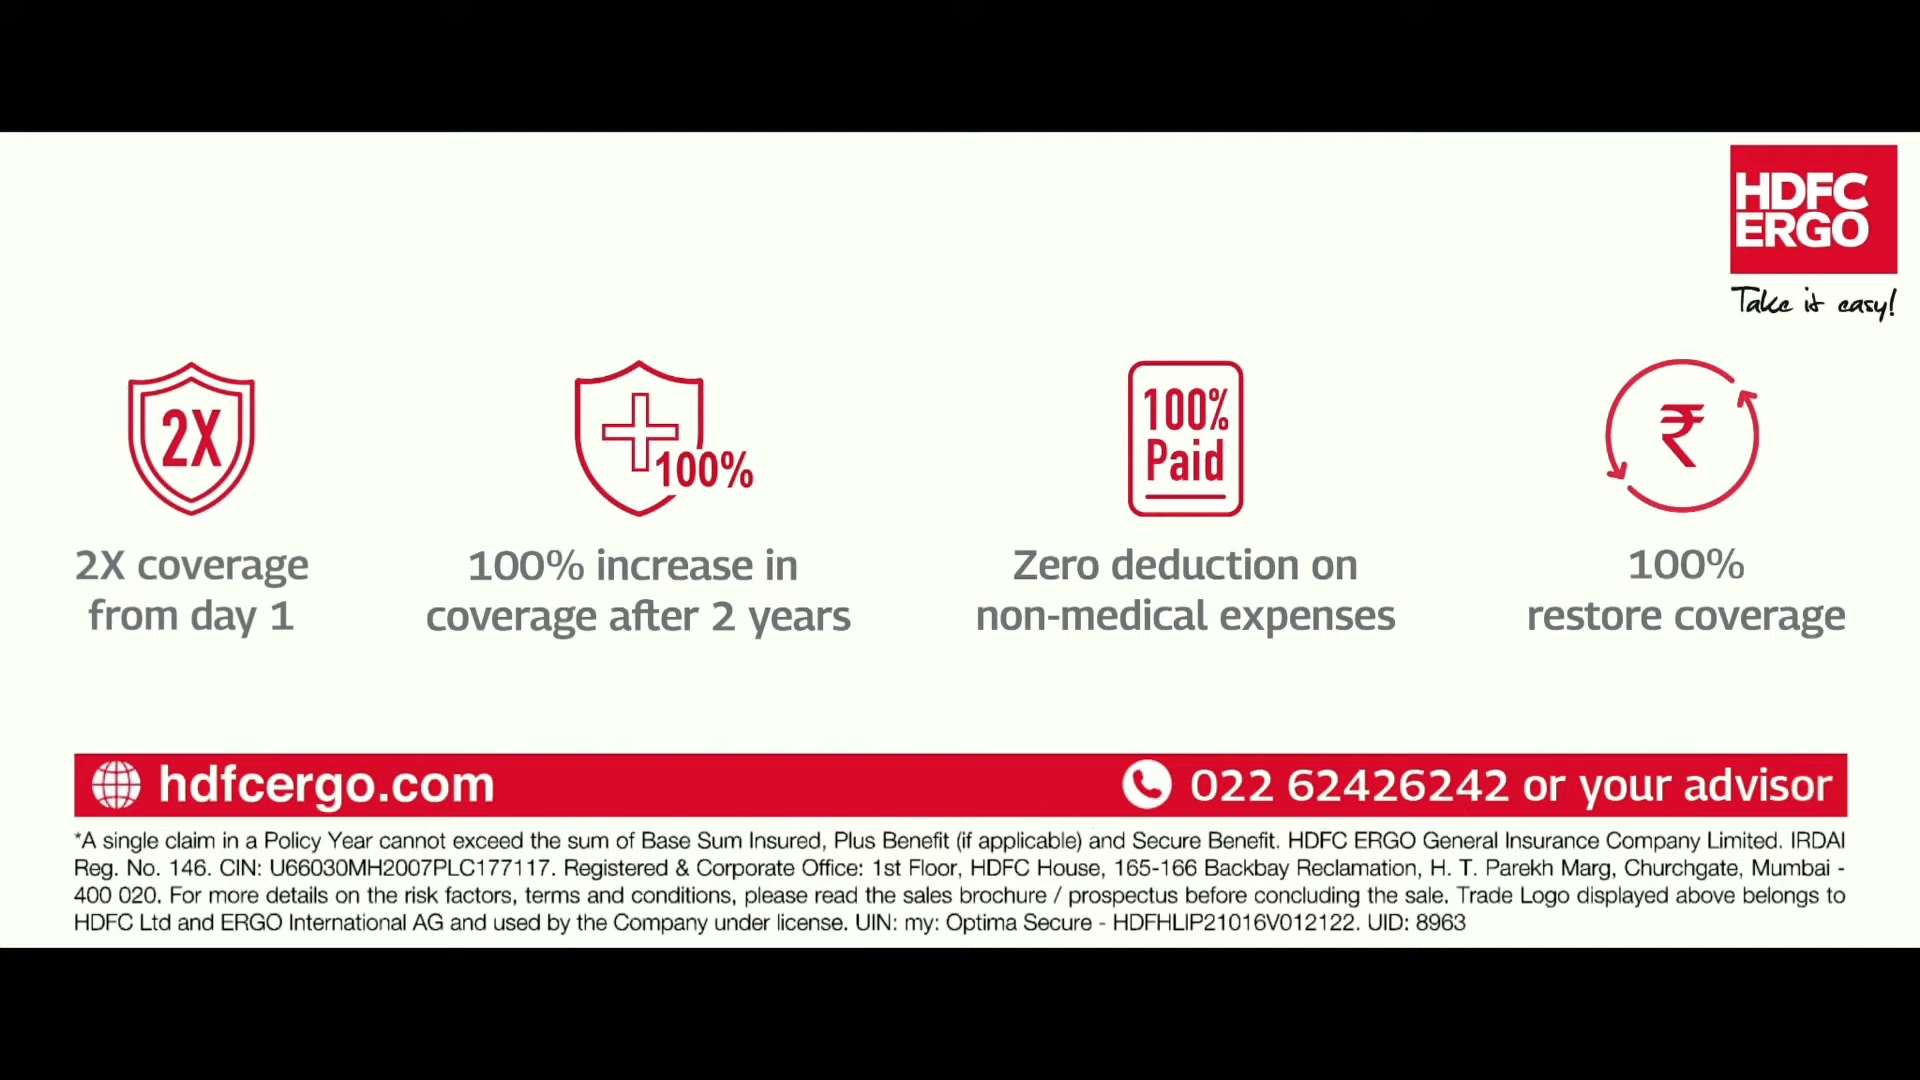 HDFC
ERGO
Take it easy!
2X
100%
100%
Paid
₹
2X coverage
from day 1
100% increase in
coverage after 2 years
Zero deduction on
non-medical expenses
100%
restore coverage
hdfcergo.com
022 62426242 or your advisor
*A single claim in a Policy Year cannot exceed the sum of Base Sum Insured, Plus Benefit (if applicable) and Secure Benefit. HDFC ERGO General Insurance Company Limited. IRDAI
Reg. No. 146. CIN: U66030MH2007PLC177117. Registered & Corporate Office: 1st Floor, HDFC House, 165-166 Backbay Reclamation, H. T. Parekh Marg, Churchgate, Mumbai -
400 020. For more details on the risk factors, terms and conditions, please read the sales brochure / prospectus before concluding the sale. Trade Logo displayed above belongs to
HDFC Ltd and ERGO International AG and used by the Company under license. UIN: my: Optima Secure - HDFHLIP21016V012122. UID: 8963